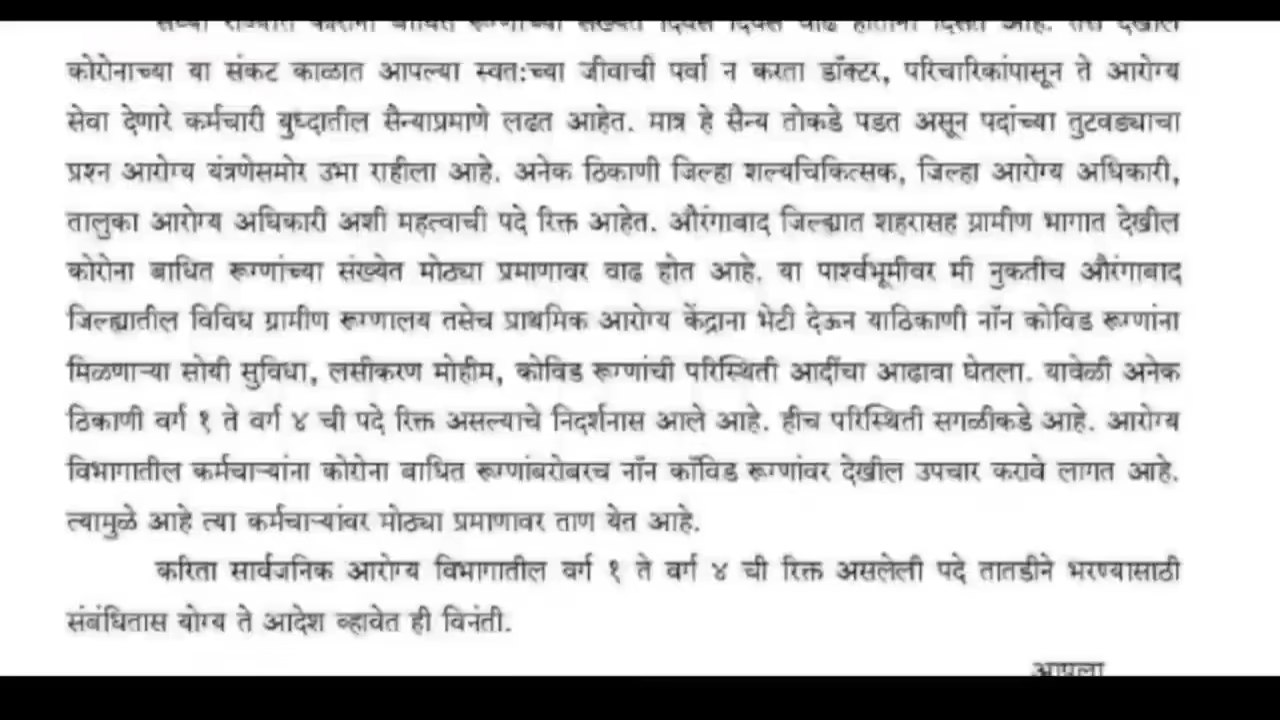 कोरोनाच्या या संकट काळात आपल्या स्वत:च्या जीवाची पर्वा न करता डॉक्टर, परिचारिकांपासून ते आरोग्य
सेवा देणारे कर्मचारी युध्दातील सैन्याप्रमाणे लढत आहेत. मात्र हे सैन्य तोकडे पडत असून पदांच्या तुटवड्याचा
प्रश्न आरोग्य यंत्रणेसमोर उभा राहीला आहे. अनेक ठिकाणी जिल्हा शल्यचिकित्सक, जिल्हा आरोग्य अधिकारी,
तालुका आरोग्य अधिकारी अशी महत्वाची पदे रिक्त आहेत. औरंगाबाद जिल्ह्यात शहरासह ग्रामीण भागात देखील
कोरोना बाधित रूग्णांच्या संख्येत मोठ्या प्रमाणावर वाढ होत आहे. या पार्श्वभूमीवर मी नुकतीच औरंगाबाद
जिल्ह्यातील विविध ग्रामीण रूग्णालय तसेच प्राथमिक आरोग्य केंद्राना भेटी देऊन याठिकाणी नॉन कोविड रूग्णांना
मिळणाऱ्या सोयी सुविधा, लसीकरण मोहीम, कोविड रूग्णांची परिस्थिती आदींचा आढावा घेतला. यावेळी अनेक
ठिकाणी वर्ग १ ते वर्ग ४ ची पदे रिक्त असल्याचे निदर्शनास आले आहे. हीच परिस्थिती सगळीकडे आहे. आरोग्य
विभागातील कर्मचाऱ्यांना कोरोना बाधित रूग्णांबरोबरच नॉन कॉविड रूग्णांवर देखील उपचार करावे लागत आहे.
त्यामुळे आहे त्या कर्मचाऱ्यांवर मोठ्या प्रमाणावर ताण येत आहे.
करिता सार्वजनिक आरोग्य विभागातील वर्ग १ ते वर्ग ४ ची रिक्त असलेली पदे तातडीने भरण्यासाठी
संबंधितास योग्य ते आदेश व्हावेत ही विनंती.
आपला